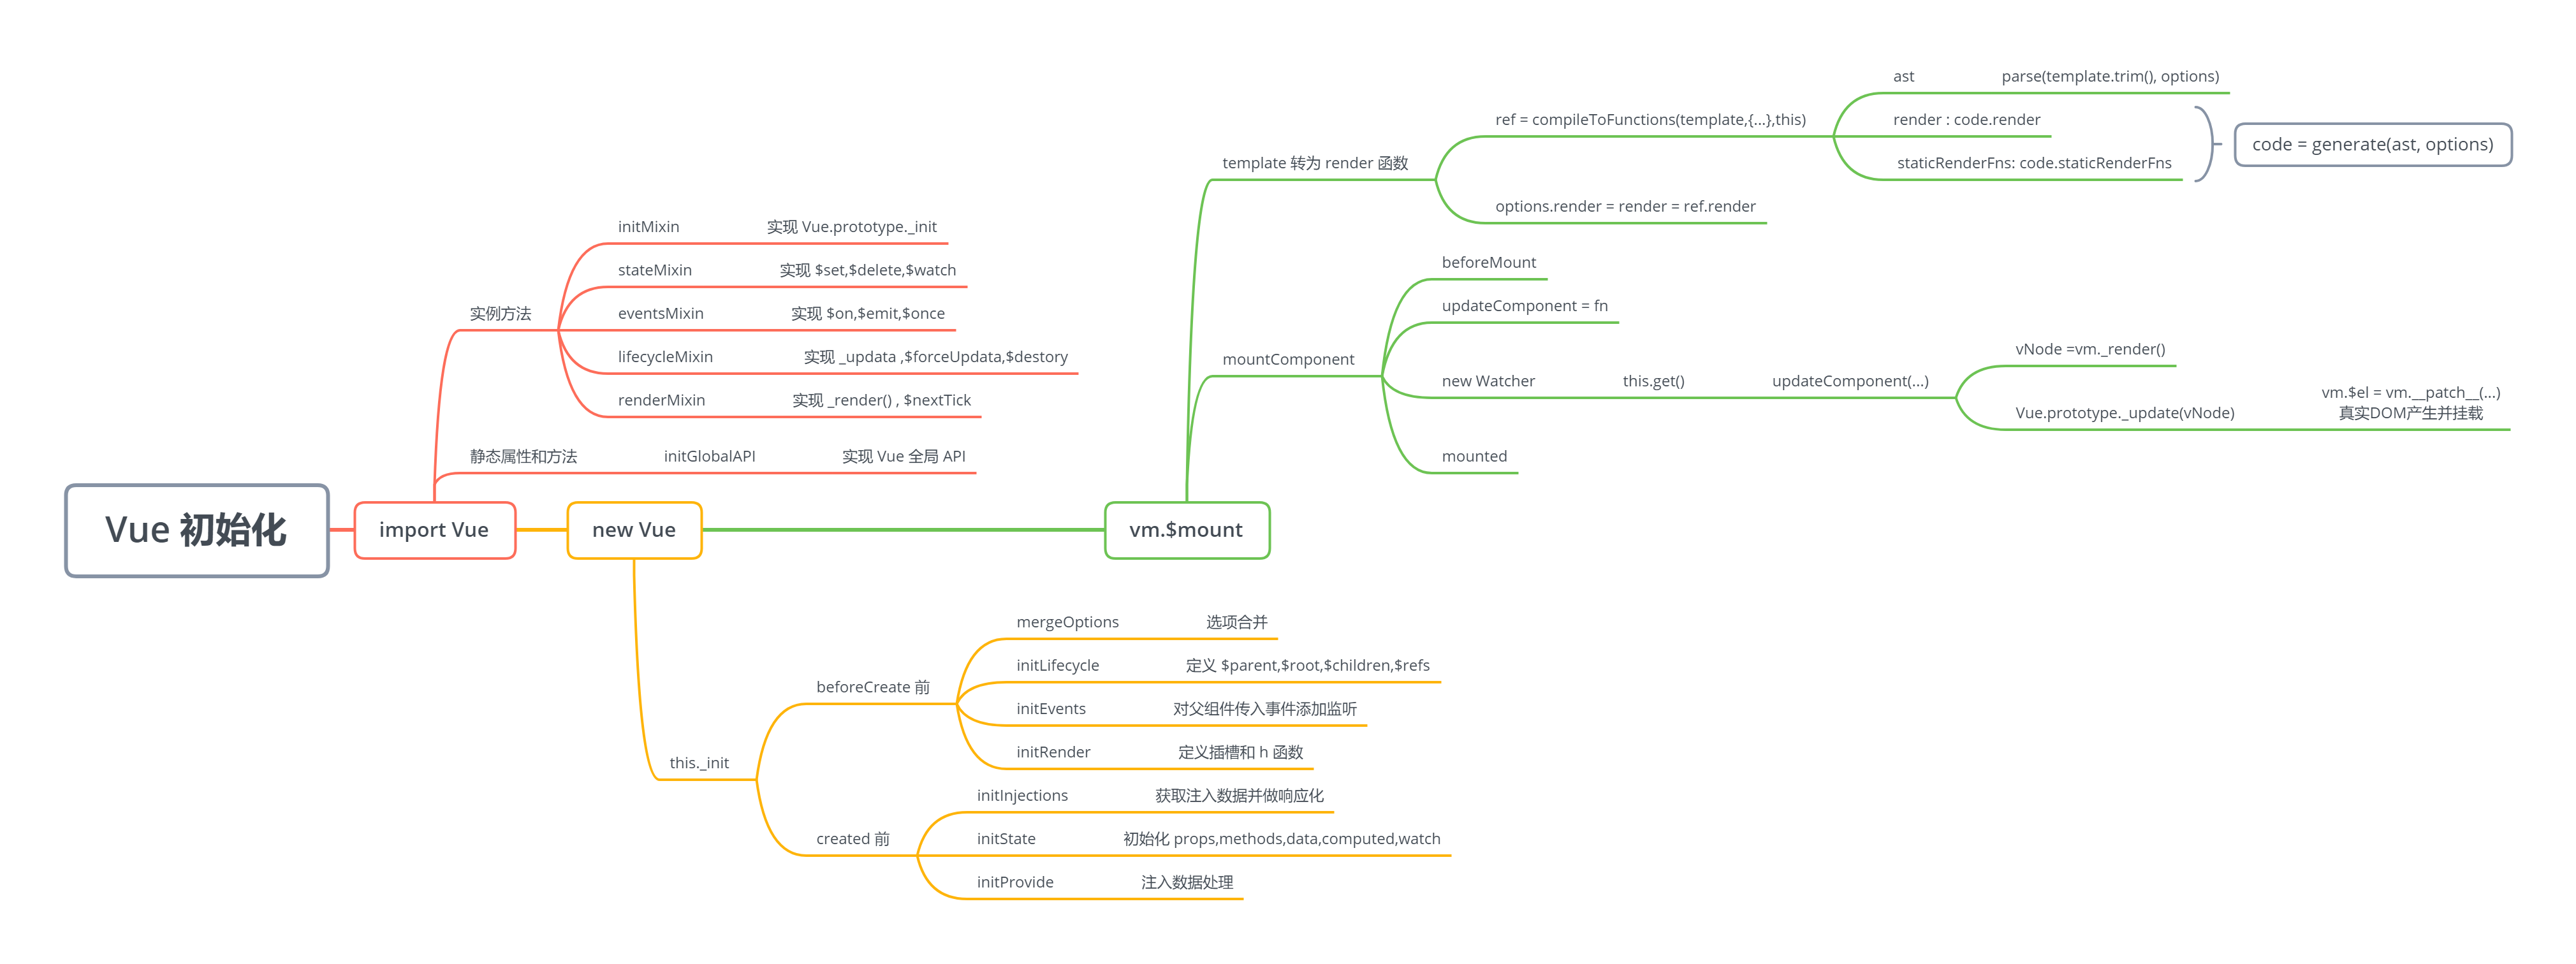 Vue 初始化
import Vue
实例方法
initMixin
实现 Vue.prototype._init
stateMixin
实现 $set,$delete,$watch
eventsMixin
实现 $on,$emit,$once
lifecycleMixin
实现 _updata ,$forceUpdata,$destory
renderMixin
实现 _render() , $nextTick
静态属性和方法
initGlobalAPI
实现 Vue 全局 API
new Vue
this._init
beforeCreate 前
mergeOptions
选项合并
initLifecycle
定义 $parent,$root,$children,$refs
initEvents
对父组件传入事件添加监听
initRender
定义插槽和 h 函数
created 前
initInjections
获取注入数据并做响应化
initState
初始化 props,methods,data,computed,watch
initProvide
注入数据处理
vm.$mount
template 转为 render 函数
ref = compileToFunctions(template,{...},this)
ast
parse(template.trim(), options)
render : code.render
staticRenderFns: code.staticRenderFns
code = generate(ast, options)
options.render = render = ref.render
mountComponent
beforeMount
updateComponent = fn
new Watcher
this.get()
updateComponent(...)
vNode =vm._render()
Vue.prototype._update(vNode)
vm.$el = vm.__patch__(...)
真实DOM产生并挂载
mounted